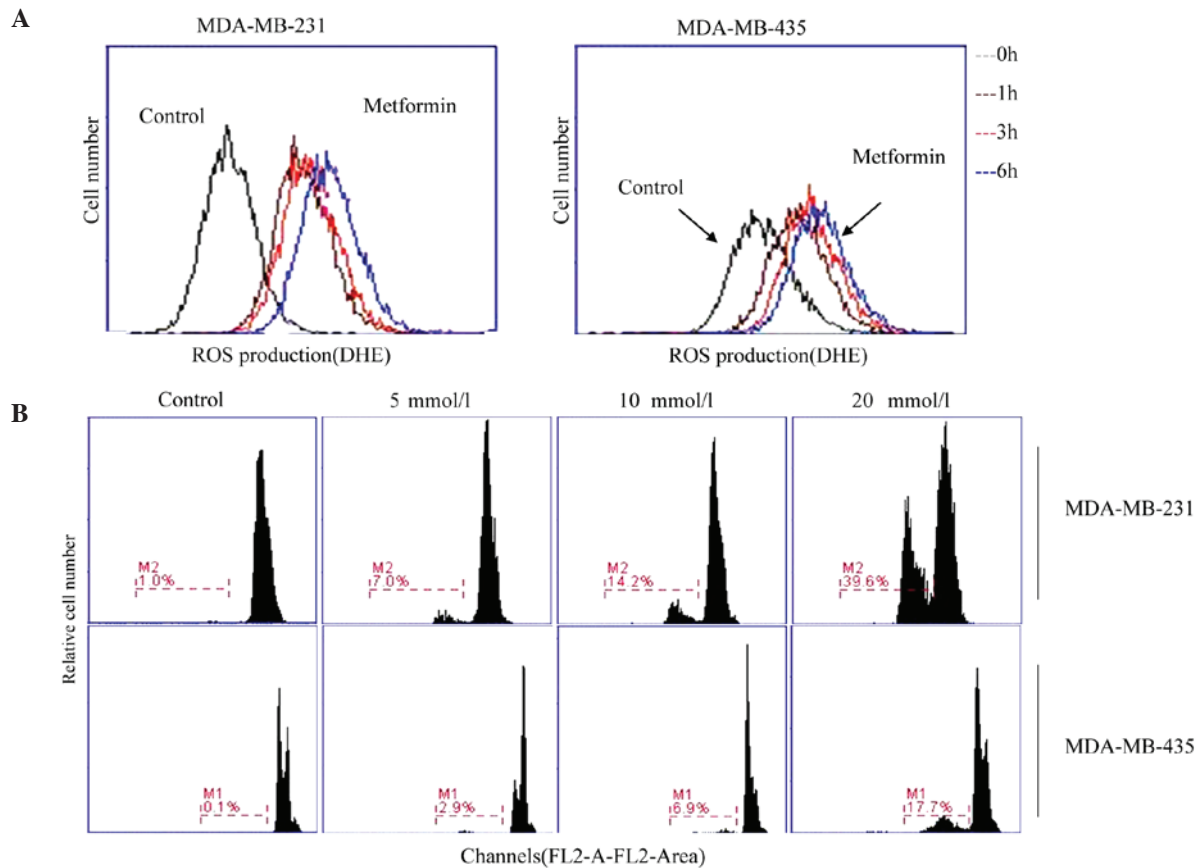 A
MDA-MB-231
MDA-MB-435
Control
Metformin
Cell number
ROS production(DHE)
Control
Metformin
Cell number
ROS production(DHE)
---0h
---1h
---3h
---6h
B
Control
5 mmol/l
10 mmol/l
20 mmol/l
Relative cell number
M2
1.0%
M2
7.0%
M2
14.2%
M2
39.6%
MDA-MB-231
M1
0.1%
M1
2.9%
M1
6.9%
M1
17.7%
MDA-MB-435
Channels(FL2-A-FL2-Area)